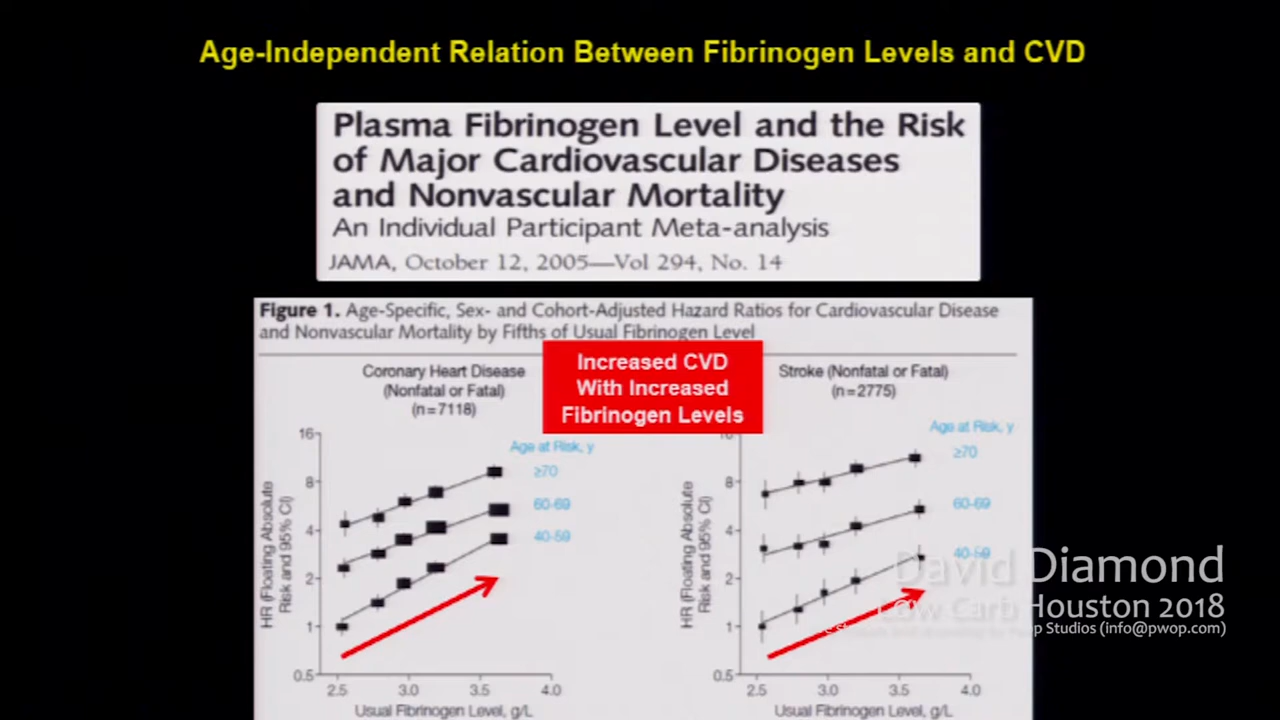 Age-Independent Relation Between Fibrinogen Levels and CVD
Plasma Fibrinogen Level and the Risk
of Major Cardiovascular Diseases
and Nonvascular Mortality
An Individual Participant Meta-analysis
JAMA, October 12, 2005—Vol 294, No. 14
Figure 1. Age-Specific, Sex- and Cohort-Adjusted Hazard Ratios for Cardiovascular Disease
and Nonvascular Mortality by Fifths of Usual Fibrinogen Level
Increased CVD
With Increased
Fibrinogen Levels
Coronary Heart Disease
(Nonfatal or Fatal)
(n=7118)
HR (Floating Absolute
Risk and 95% CI)
16
8
4
2
1
0.5
Age at Risk, y
≥70
60-69
40-59
2.5 3.0 3.5 4.0
Usual Fibrinogen Level, g/L
Stroke (Nonfatal or Fatal)
(n=2775)
HR (Floating Absolute
Risk and 95% CI)
8
4
2
1
0.5
Age at Risk, y
≥70
60-69
40-59
2.5 3.0 3.5 4.0
Usual Fibrinogen Level, g/L
David Diamond
Low Carb Houston 2018
Studios (info@pwop.com)